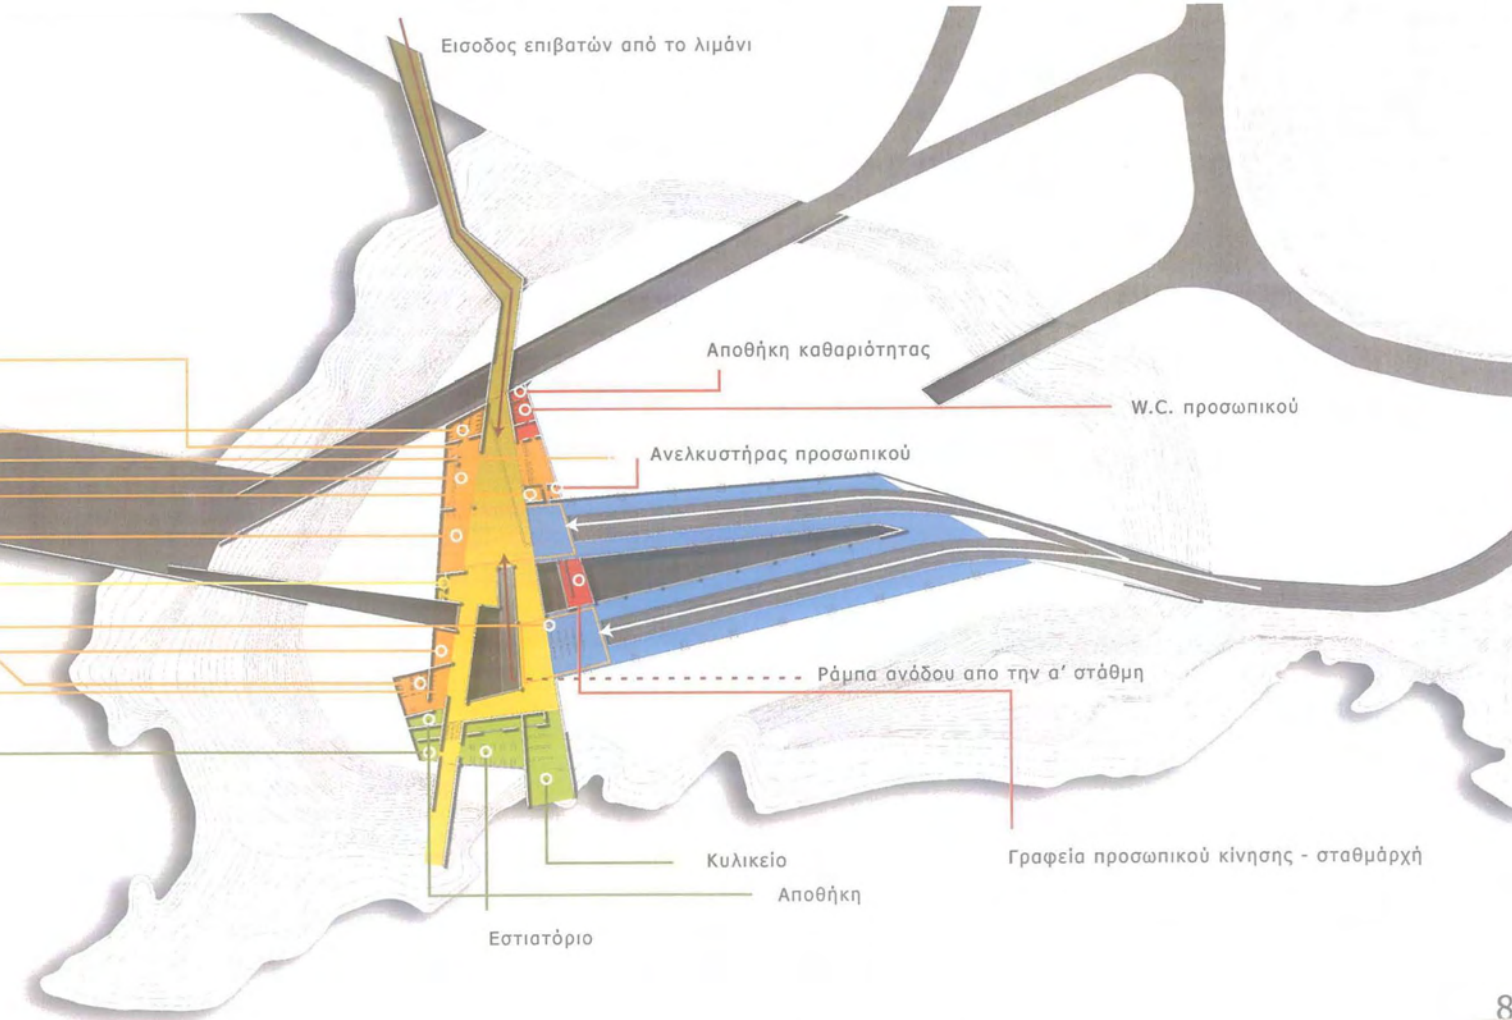 Εισοδος επιβατών από το λιμάνι
Αποθήκη καθαριότητας
W.C. προσωπικού
Ανελκυστήρας προσωπικού
Ράμπα ανόδου απο την α' στάθμη
Κυλικείο
Γραφεία προσωπικού κίνησης - σταθμάρχή
Αποθήκη
Εστιατόριο
8